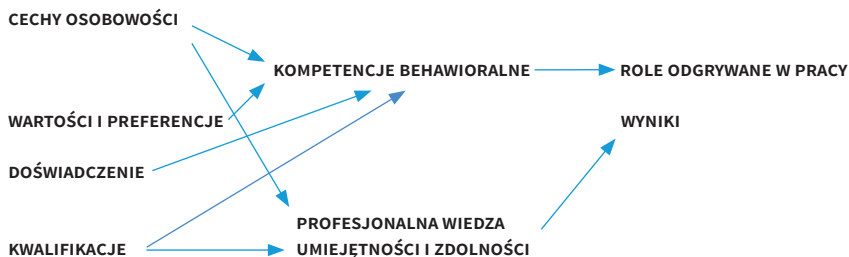 CECHY OSOBOWOŚCI
KOMPETENCJE BEHAWIORALNE
ROLE ODGRYWANE W PRACY
WARTOŚCI I PREFERENCJE
WYNIKI
DOŚWIADCZENIE
PROFESJONALNA WIEDZA
UMIEJĘTNOŚCI I ZDOLNOŚCI
KWALIFIKACJE